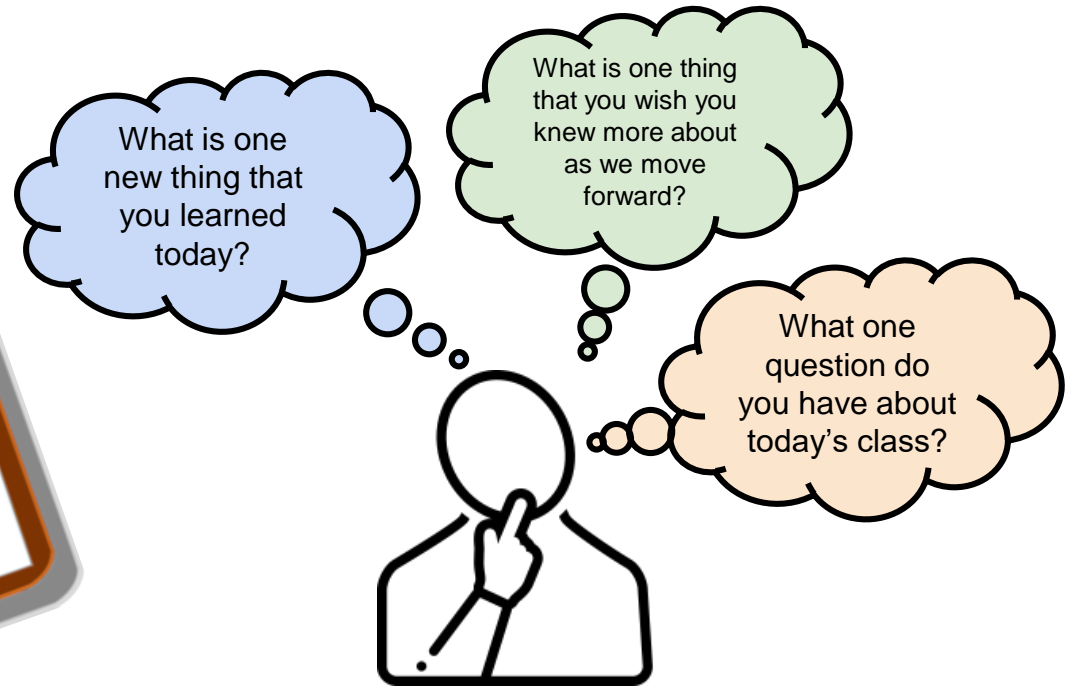 What is one
new thing that
you learned
today?
What is one thing
that you wish you
knew more about
as we move
forward?
What one
question do
you have about
today's class?